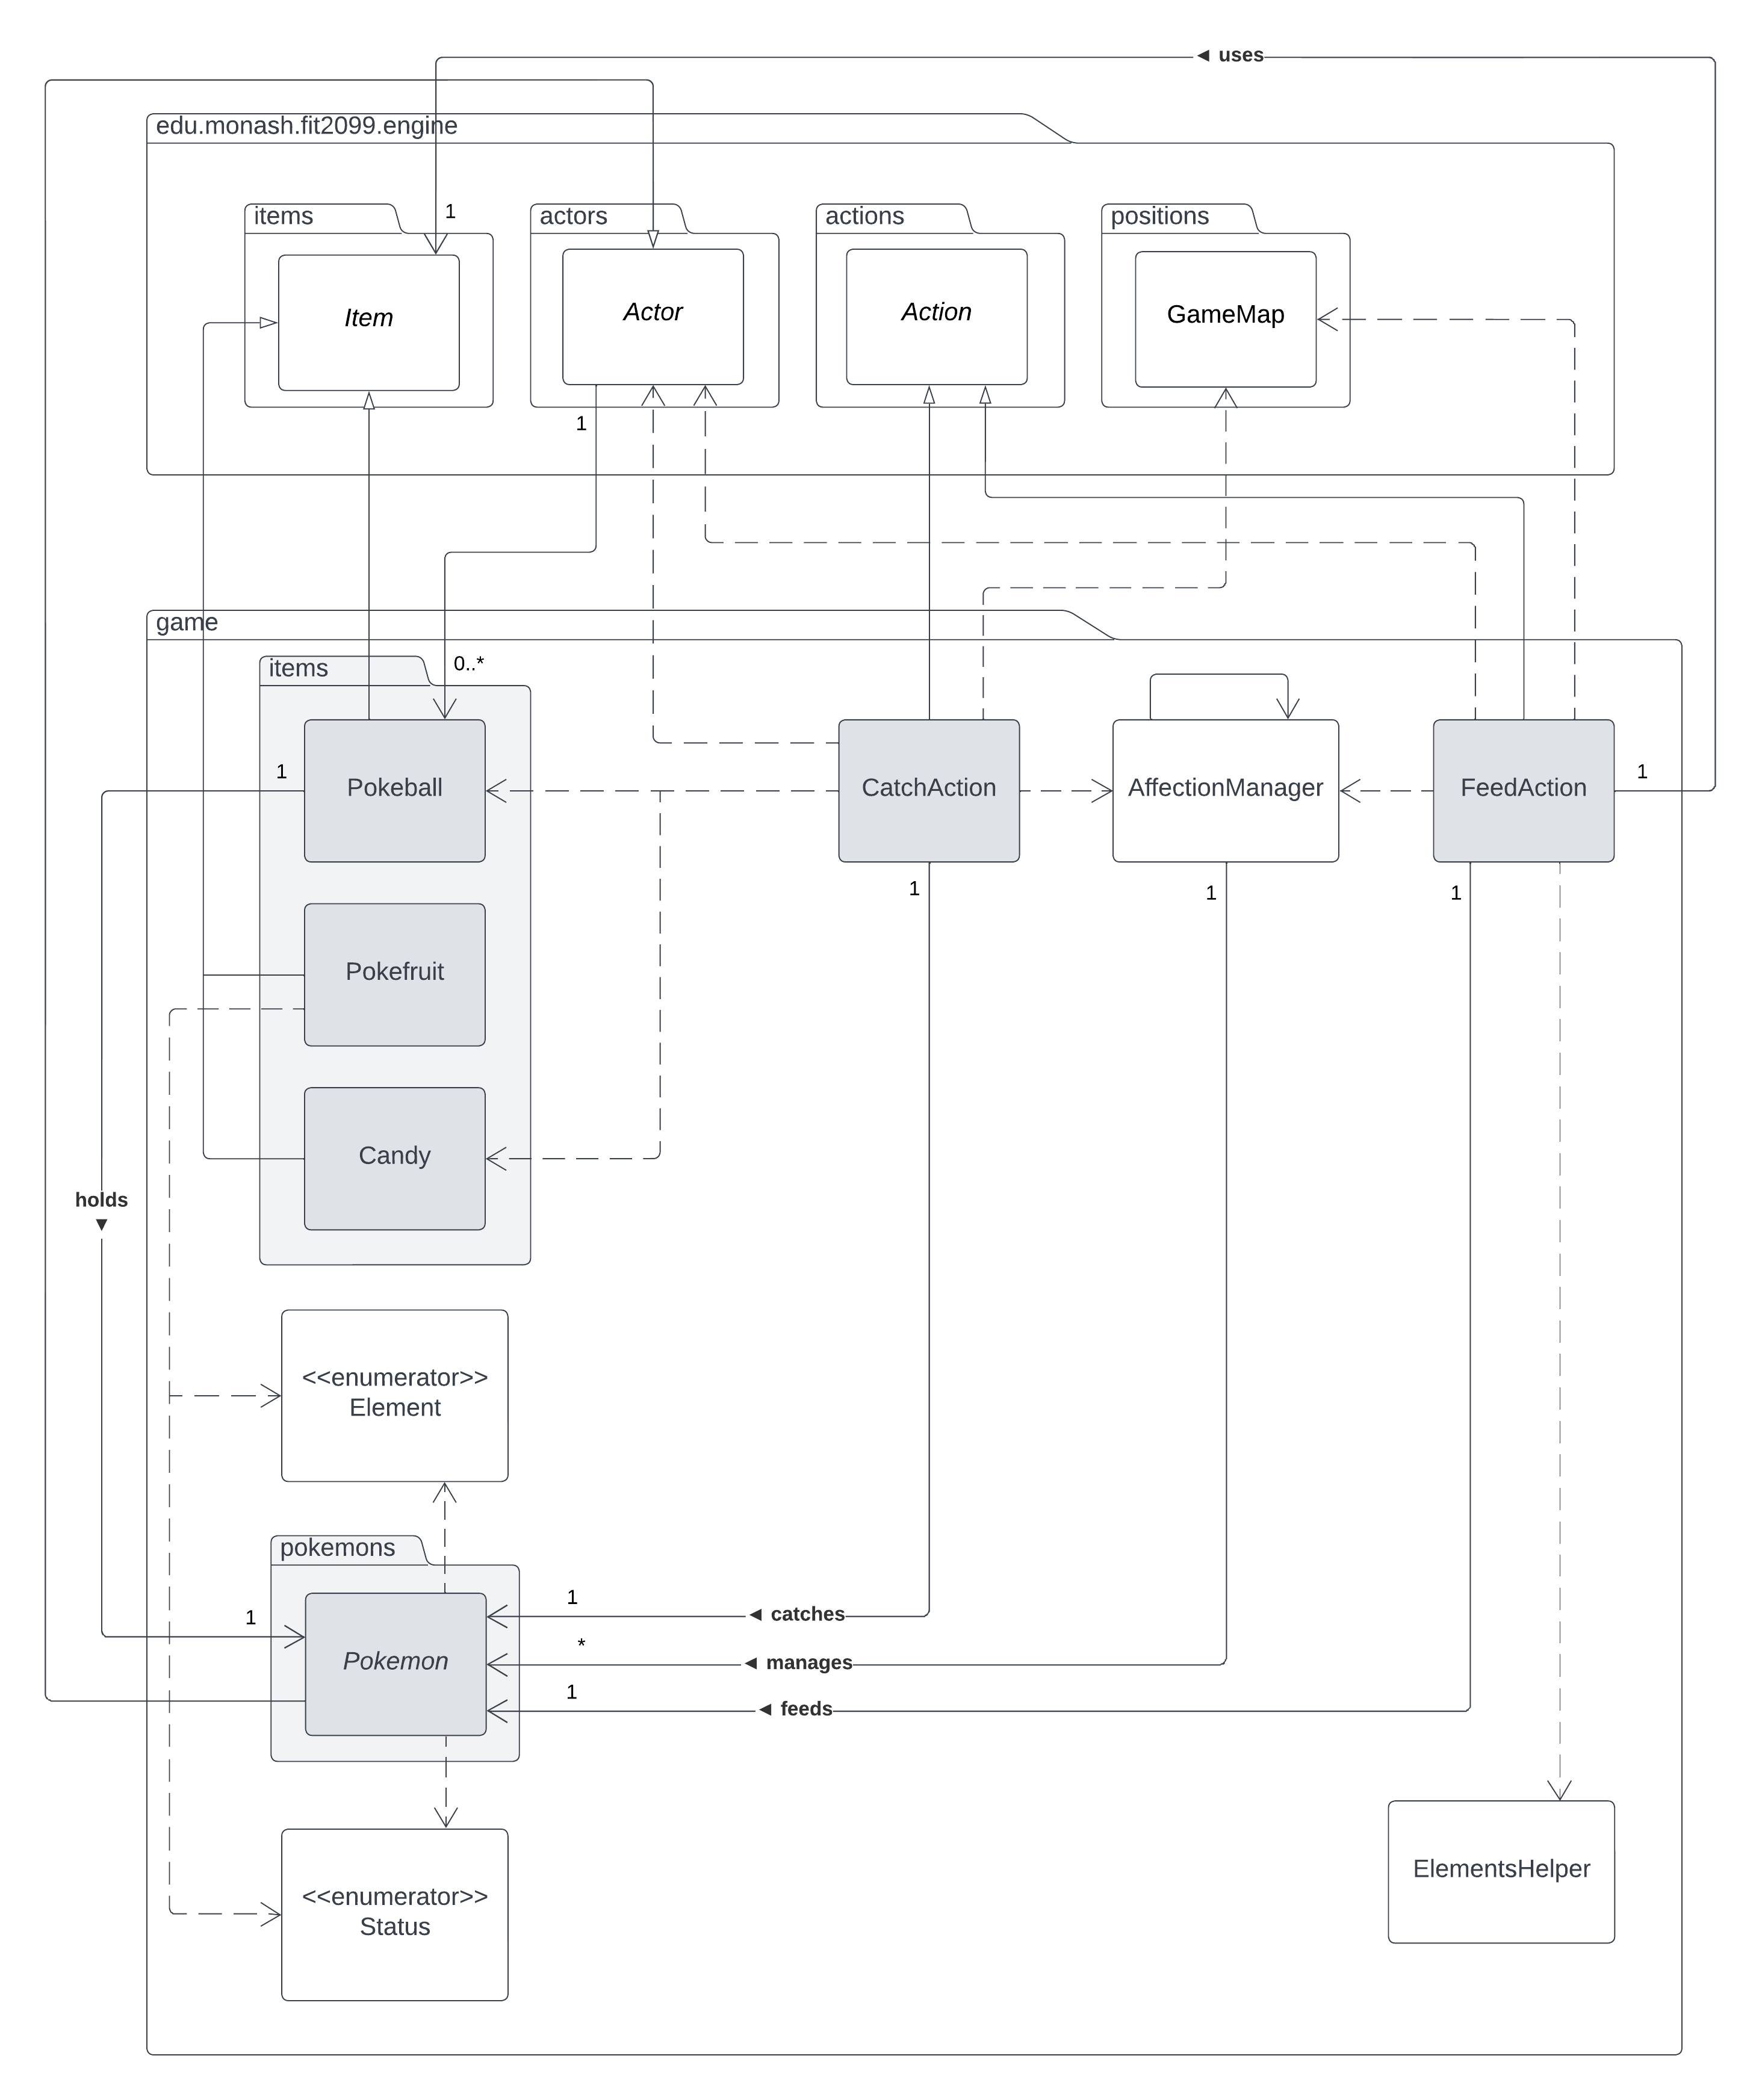 ◄ uses
edu.monash.fit2099.engine
items
1
actors
actions
positions
Item
Actor
Action
GameMap
1
game
items
0..*
1
Pokeball
CatchAction
AffectionManager
FeedAction
1
1
1
1
Pokefruit
Candy
holds
▼
<<enumerator>>
Element
pokemons
1
◄ catches
1
*
Pokemon
◄ manages
1
◄ feeds
<<enumerator>>
Status
ElementsHelper